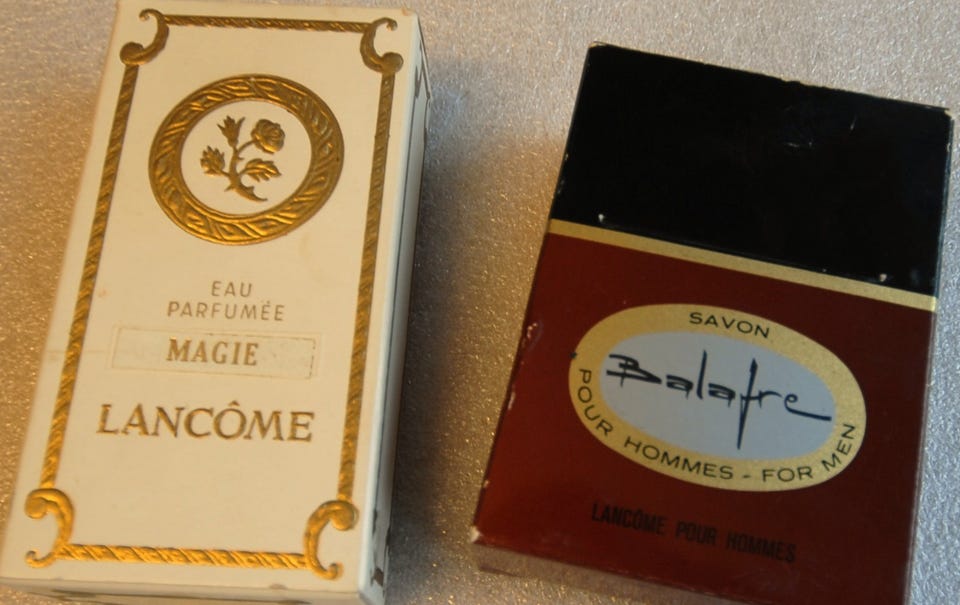 EAU
PARFUMÉE
MAGIE
LANCÔME
SAVON
Balafre
POUR HOMMES - FOR MEN
LANCÔME POUR HOMMES